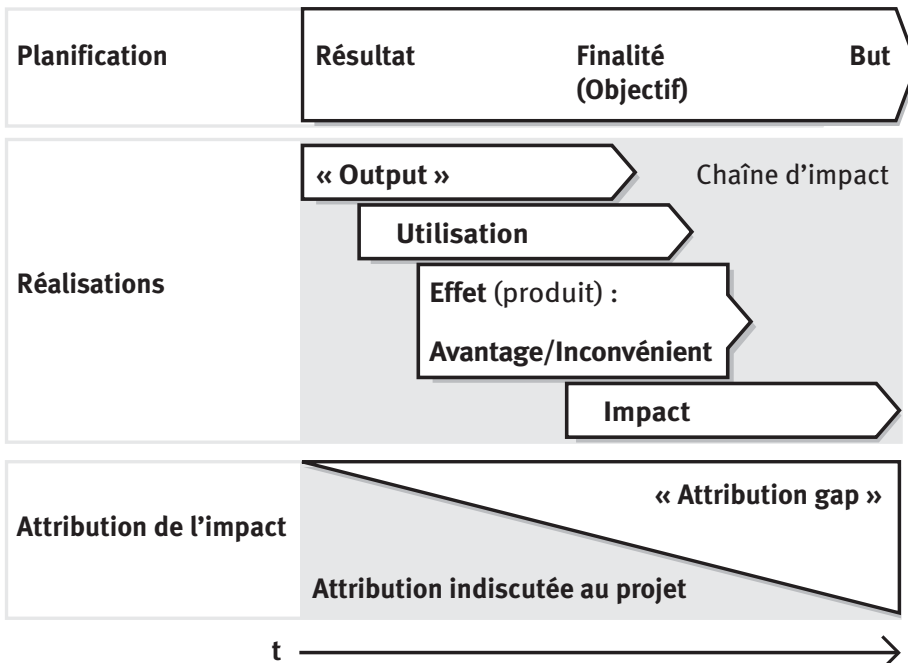 Planification
Résultat
Finalité
(Objectif)
But
Réalisations
« Output »
Chaîne d’impact
Utilisation
Effet (produit) :
Avantage/Inconvénient
Impact
Attribution de l’impact
« Attribution gap »
Attribution indiscutée au projet
t